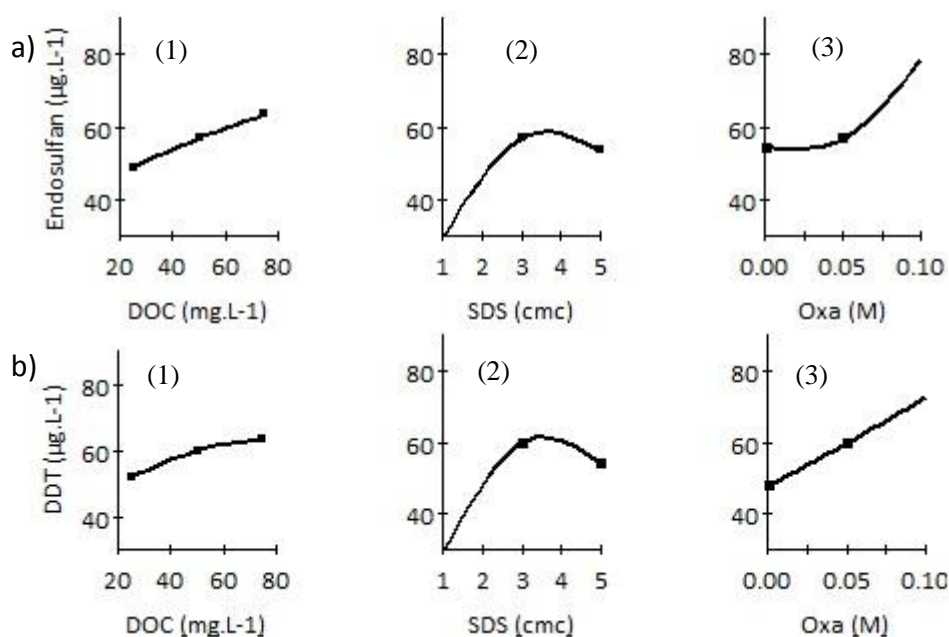 a)
(1)
(2)
(3)
Endosulfan (µg.L-1)
80
60
40
20 40 60 80
DOC (mg.L-1)
80
60
40
1 2 3 4 5
SDS (cmc)
80
60
40
0.00 0.05 0.10
Oxa (M)
b)
(1)
(2)
(3)
DDT (µg.L-1)
80
60
40
20 40 60 80
DOC (mg.L-1)
80
60
40
1 2 3 4 5
SDS (cmc)
80
60
40
0.00 0.05 0.10
Oxa (M)